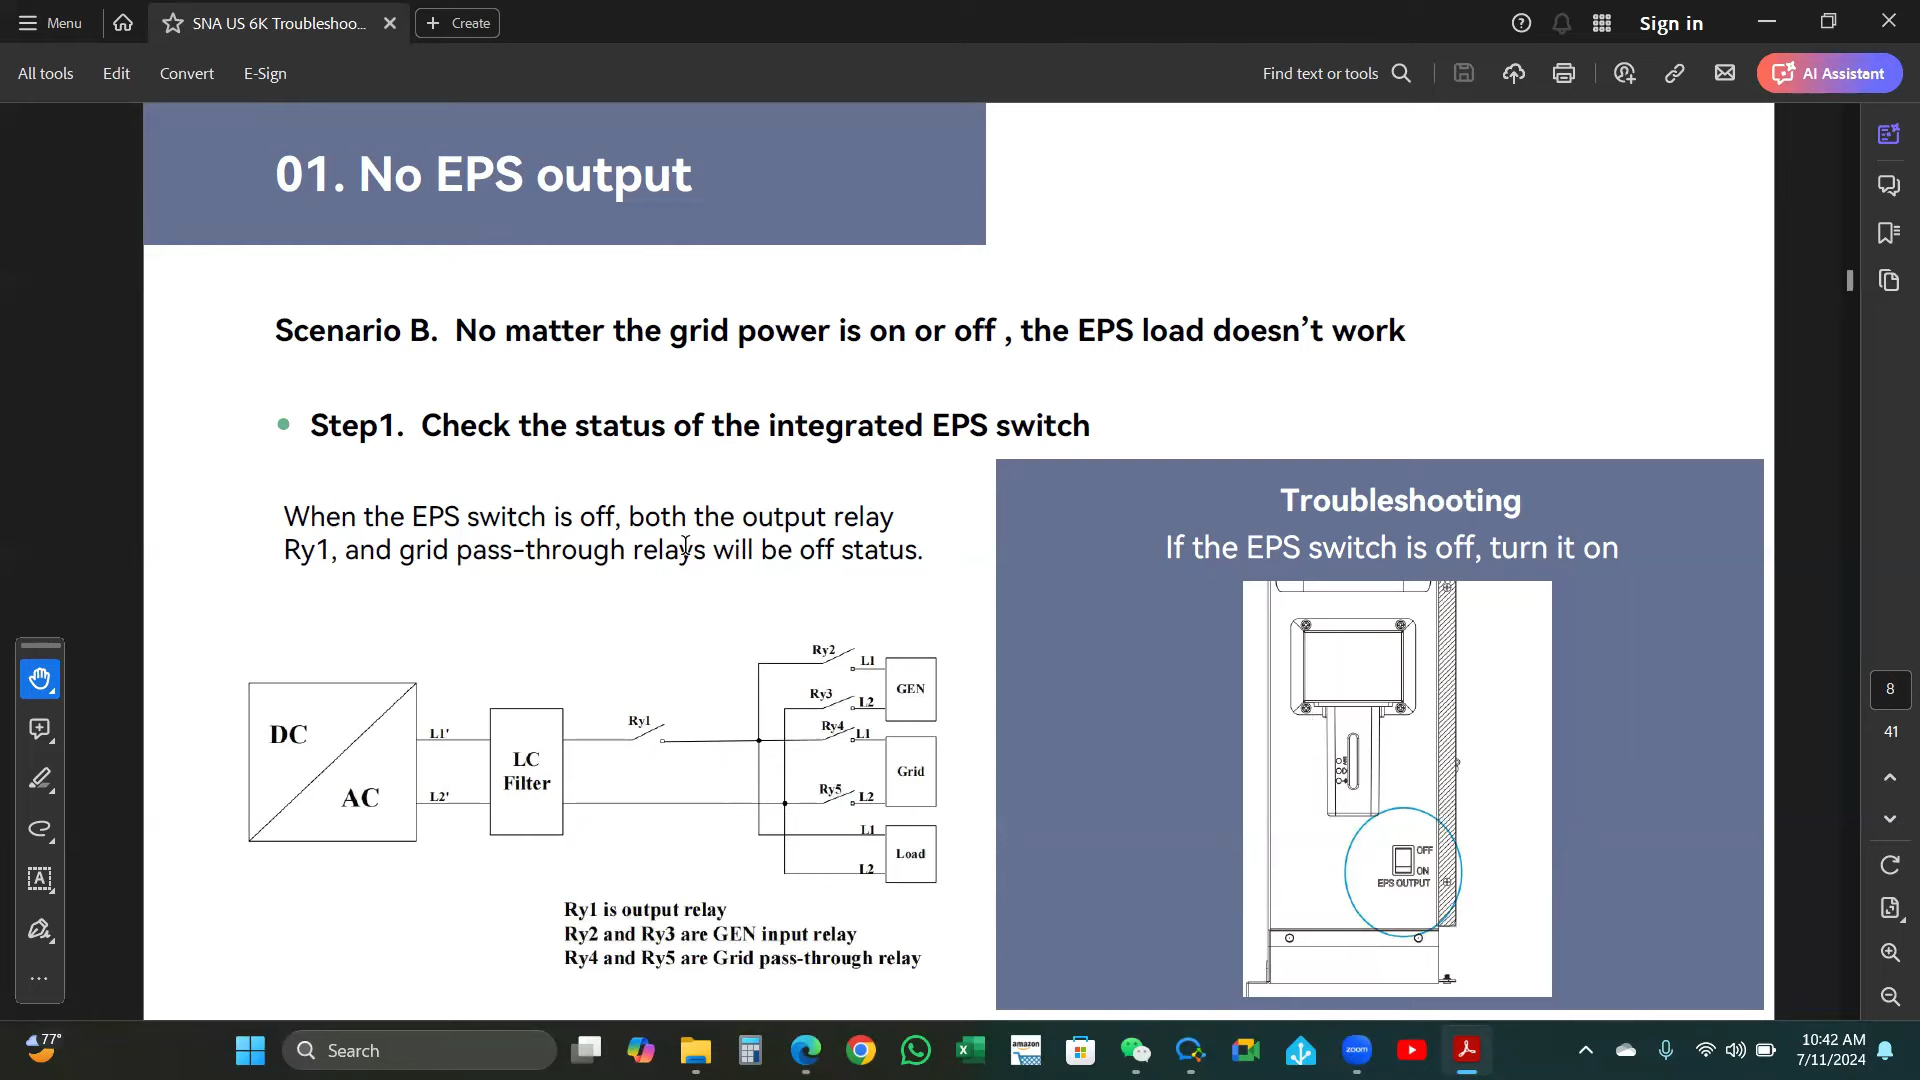 Menu
SNA US 6K Troubleshoo...
Create
Sign in
All tools
Edit
Convert
E-Sign
Find text or tools
AI Assistant
01. No EPS output
Scenario B.  No matter the grid power is on or off , the EPS load doesn’t work
Step1.  Check the status of the integrated EPS switch
When the EPS switch is off, both the output relay
Ry1, and grid pass-through relays will be off status.
DC
AC
L1'
L2'
LC
Filter
Ry1
Ry2
L1
Ry3
L2
GEN
Ry4
L1
Grid
Ry5
L2
L1
Load
L2
Ry1 is output relay
Ry2 and Ry3 are GEN input relay
Ry4 and Ry5 are Grid pass-through relay
Troubleshooting
If the EPS switch is off, turn it on
OFF
ON
EPS OUTPUT
8
41
77°
Search
amazon
zoom
10:42 AM
7/11/2024